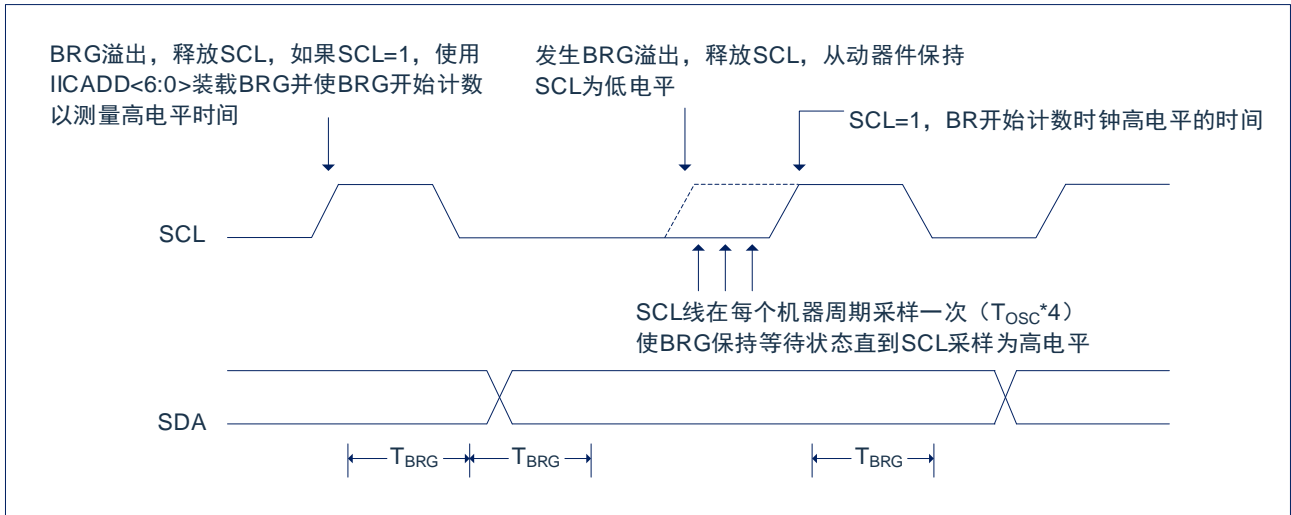 BRG溢出，释放SCL，如果SCL=1，使用
IICADD<6:0>装载BRG并使BRG开始计数
以测量高电平时间
发生BRG溢出，释放SCL，从动器件保持
SCL为低电平
SCL=1，BR开始计数时钟高电平的时间
SCL
SCL线在每个机器周期采样一次（TOSC*4）
使BRG保持等待状态直到SCL采样为高电平
SDA
TBRG
TBRG
TBRG